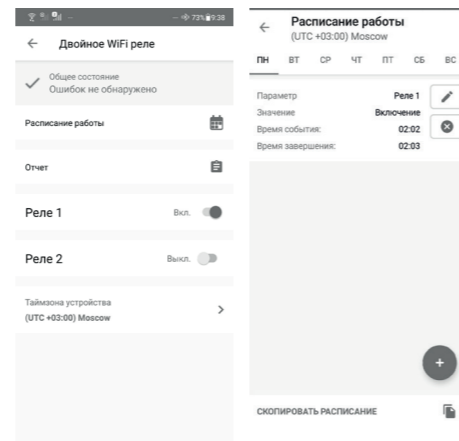 73% 9:38
Двойное WiFi реле
Общее состояние
Ошибок не обнаружено
Расписание работы
Отчет
Реле 1 Вкл.
Реле 2 Выкл.
Таймзона устройства
(UTC +03:00) Moscow
Расписание работы
(UTC +03:00) Moscow
ПН ВТ СР ЧТ ПТ СБ ВС
Параметр Реле 1
Значение Включение
Время события: 02:02
Время завершения: 02:03
СКОПИРОВАТЬ РАСПИСАНИЕ